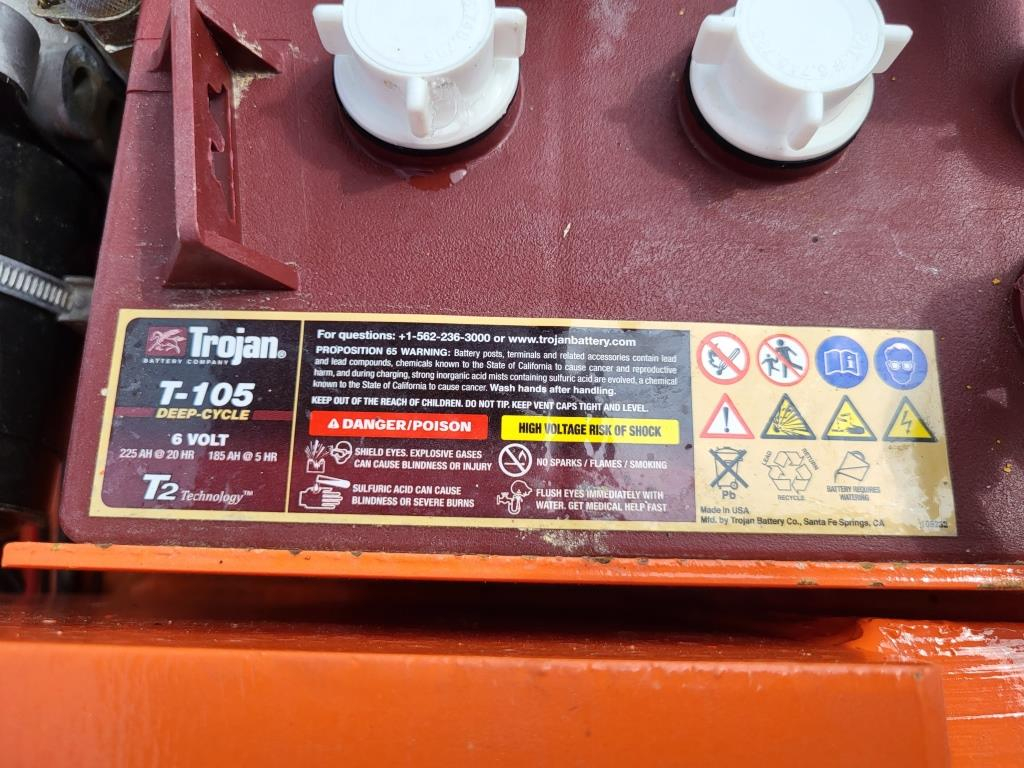 Trojan®
BATTERY COMPANY
T-105
DEEP-CYCLE
6 VOLT
225 AH @ 20 HR 185 AH @ 5 HR
T2 Technology™
For questions: +1-562-236-3000 or www.trojanbattery.com
PROPOSITION 65 WARNING: Battery posts, terminals and related accessories contain lead
and lead compounds, chemicals known to the State of California to cause cancer and reproductive
harm, and during charging, strong inorganic acid mists containing sulfuric acid are evolved, a chemical
known to the State of California to cause cancer. Wash hands after handling.
KEEP OUT OF THE REACH OF CHILDREN. DO NOT TIP. KEEP VENT CAPS TIGHT AND LEVEL.
DANGER/POISON
HIGH VOLTAGE RISK OF SHOCK
SHIELD EYES. EXPLOSIVE GASES
CAN CAUSE BLINDNESS OR INJURY
NO SPARKS / FLAMES / SMOKING
SULFURIC ACID CAN CAUSE
BLINDNESS OR SEVERE BURNS
FLUSH EYES IMMEDIATELY WITH
WATER. GET MEDICAL HELP FAST
Pb
LEAD
RETURN
RECYCLE
BATTERY REQUIRES
WATERING
Made in USA
Mfd. by Trojan Battery Co., Santa Fe Springs, CA